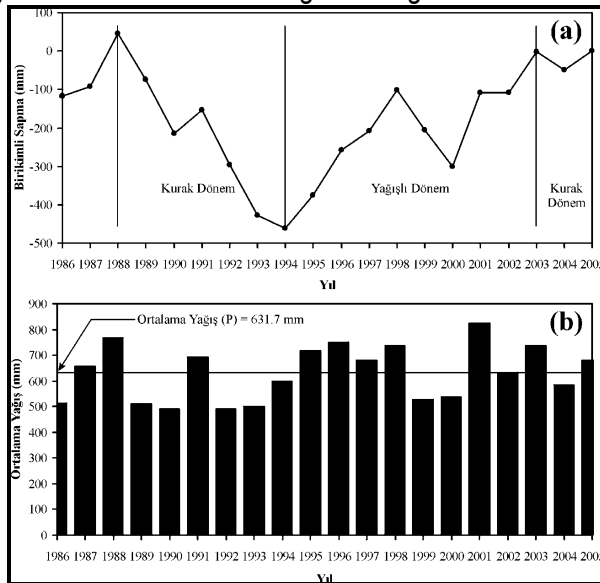 (a)
0
-100
-200
-300
-400
-500
Birikimli Sapma (mm)
Kurak Dönem
Yağışlı Dönem
Kurak
Dönem
1986 1987 1988 1989 1990 1991 1992 1993 1994 1995 1996 1997 1998 1999 2000 2001 2002 2003 2004 2005
Yıl
(b)
900
800
700
600
500
400
300
200
100
0
Ortalama Yağış (mm)
Ortalama Yağış (P) = 631.7 mm
1986 1987 1988 1989 1990 1991 1992 1993 1994 1995 1996 1997 1998 1999 2000 2001 2002 2003 2004 2005
Yıl